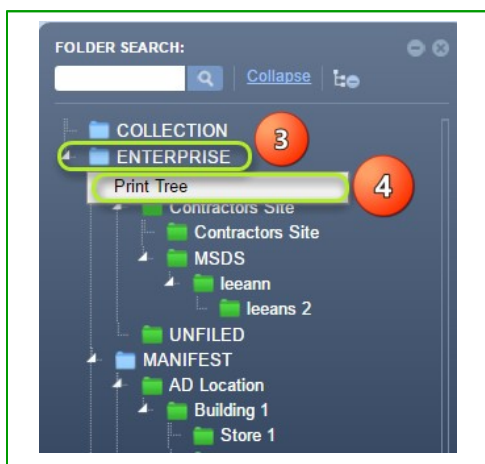 FOLDER SEARCH:
Collapse
COLLECTION
3
ENTERPRISE
Print Tree
4
Contractors Site
Contractors Site
MSDS
leeann
leeans 2
UNFILED
MANIFEST
AD Location
Building 1
Store 1